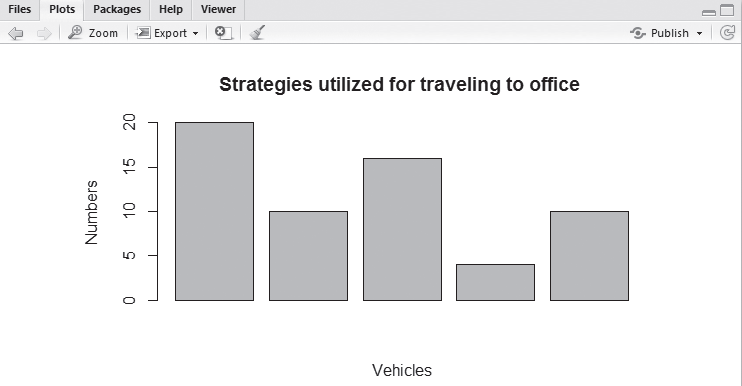 Files Plots Packages Help Viewer
Zoom Export Publish
Strategies utilized for traveling to office
20
15
10
5
0
Numbers
Vehicles